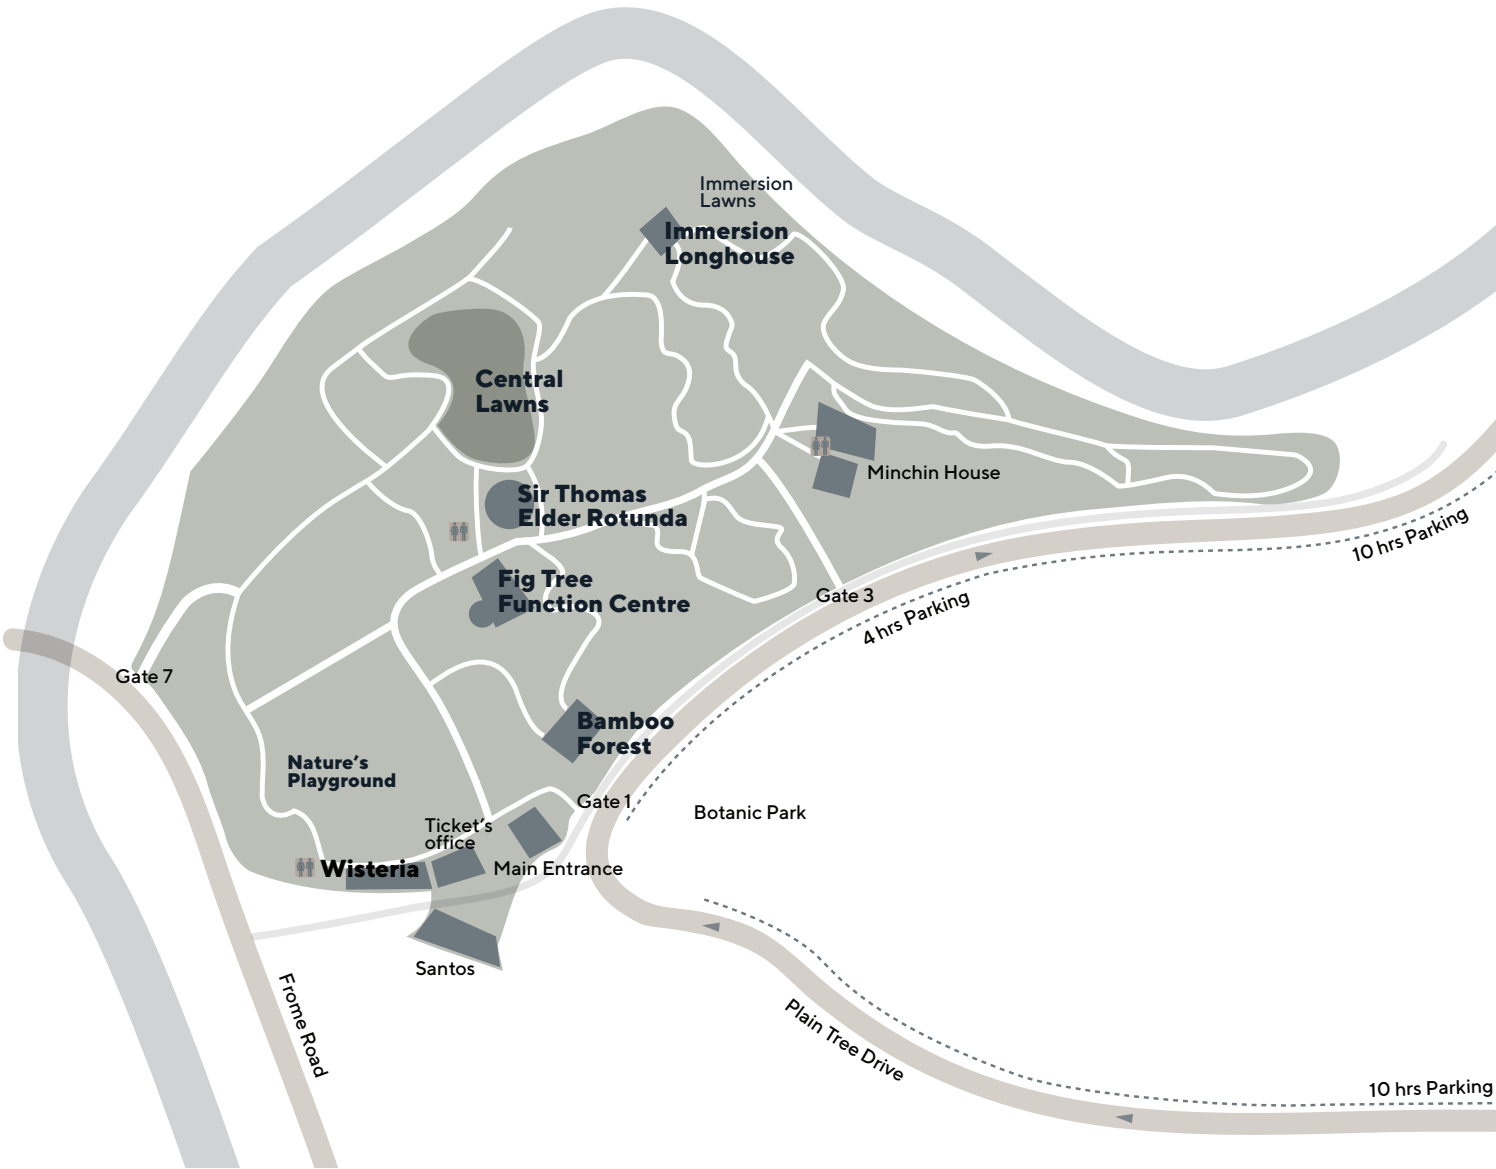 Immersion
Lawns
Immersion
Longhouse
Central
Lawns
Minchin House
Sir Thomas
Elder Rotunda
10 hrs Parking
Fig Tree
Function Centre
Gate 3
4 hrs Parking
Gate 7
Bamboo
Forest
Nature's
Playground
Gate 1
Botanic Park
Ticket's
office
Wisteria
Main Entrance
Santos
Frome Road
Plain Tree Drive
10 hrs Parking